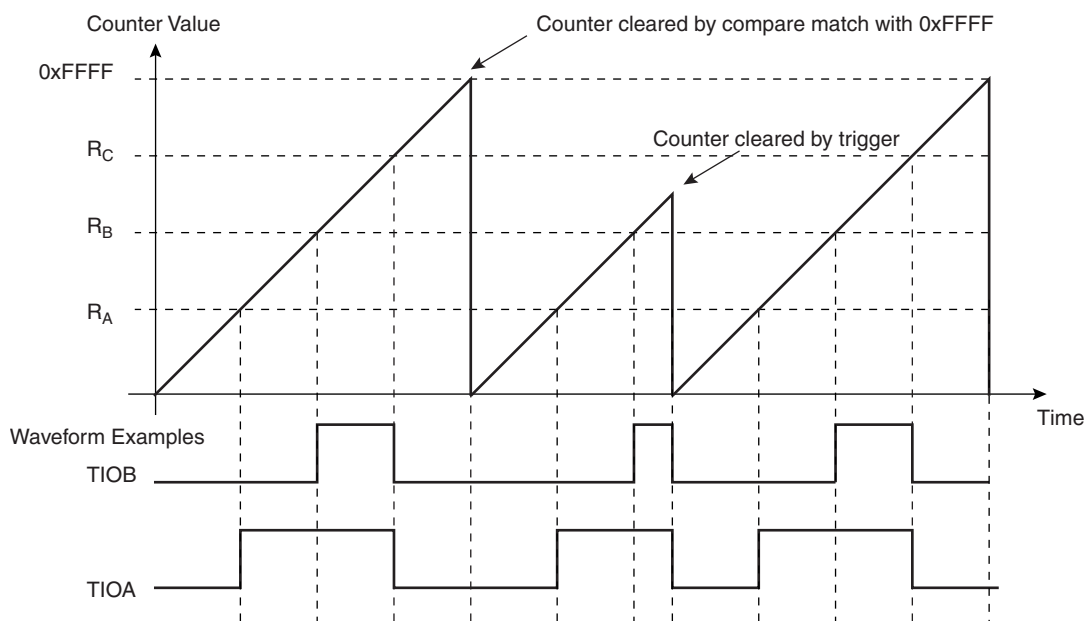 Counter Value
Counter cleared by compare match with 0xFFFF
0xFFFF
RC
Counter cleared by trigger
RB
RA
Time
Waveform Examples
TIOB
TIOA